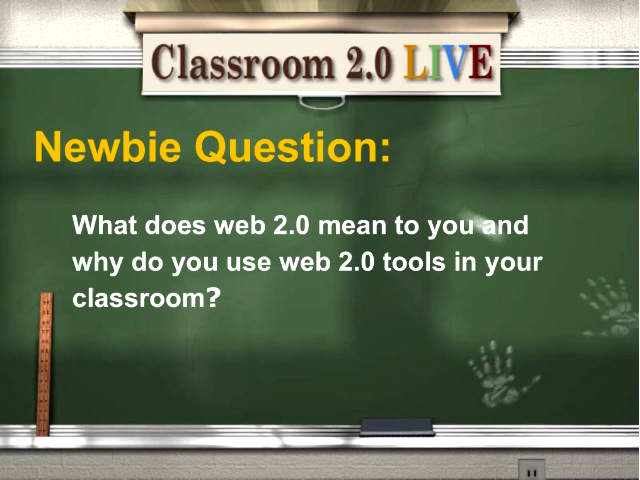 Classroom 2.0 LIVE
Newbie Question:
What does web 2.0 mean to you and
why do you use web 2.0 tools in your
classroom?